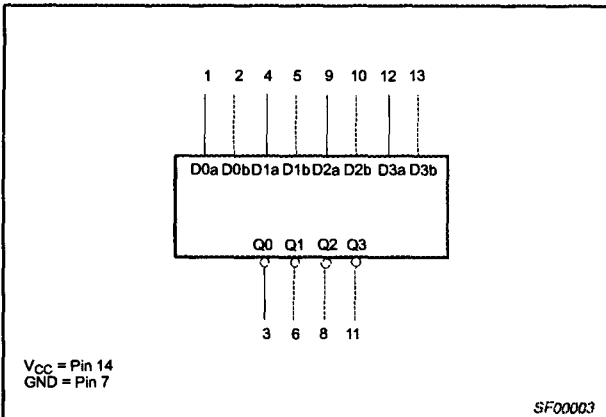 1 2 4 5 9 10 12 13
D0a D0b D1a D1b D2a D2b D3a D3b
Q0 Q1 Q2 Q3
3 6 8 11
VCC = Pin 14
GND = Pin 7
SF00003